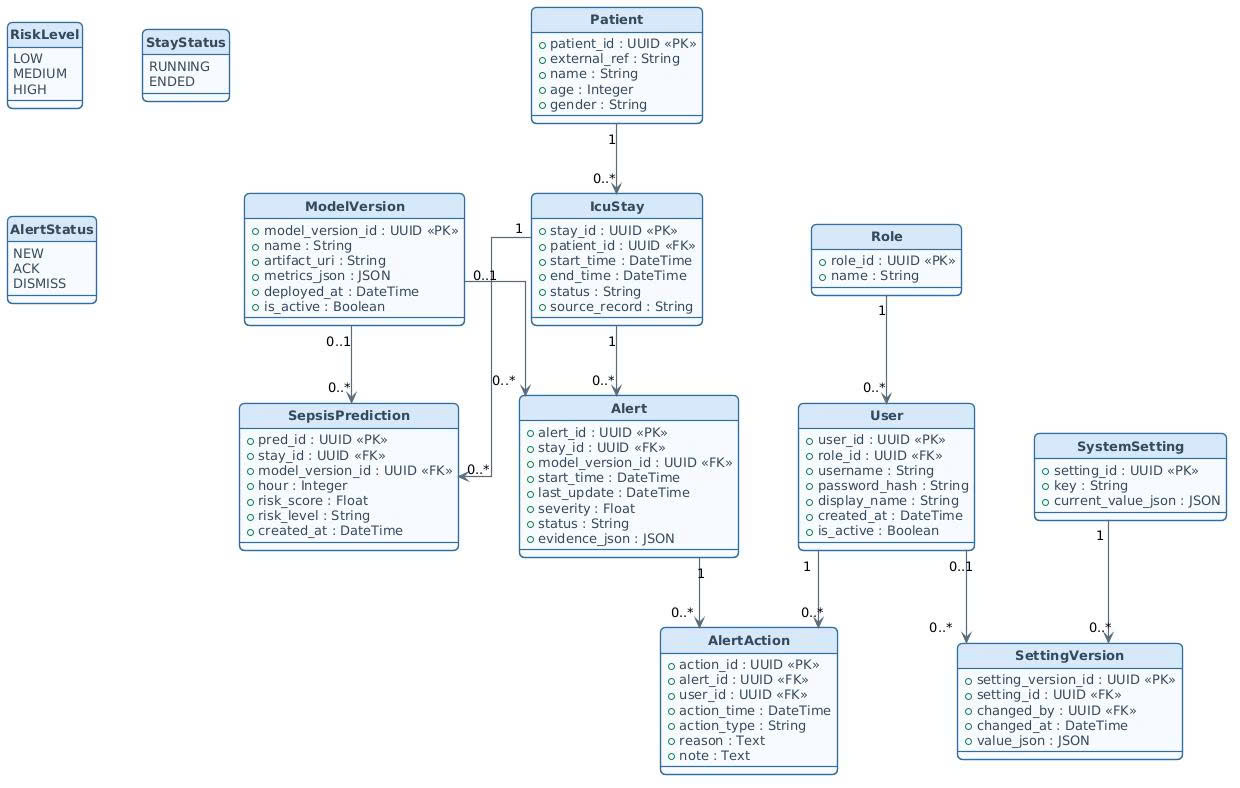 RiskLevel
LOW
MEDIUM
HIGH
StayStatus
RUNNING
ENDED
Patient
patient_id : UUID «PK»
external_ref : String
name : String
age : Integer
gender : String
1
0..*
AlertStatus
NEW
ACK
DISMISS
ModelVersion
model_version_id : UUID «PK»
name : String
artifact_uri : String
metrics_json : JSON
deployed_at : DateTime
is_active : Boolean
1
0..1
IcuStay
stay_id : UUID «PK»
patient_id : UUID «FK»
start_time : DateTime
end_time : DateTime
status : String
source_record : String
Role
role_id : UUID «PK»
name : String
0..1
0..*
0..*
1
0..*
1
0..*
SepsisPrediction
pred_id : UUID «PK»
stay_id : UUID «FK»
model_version_id : UUID «FK»
hour : Integer
risk_score : Float
risk_level : String
created_at : DateTime
0..*
Alert
alert_id : UUID «PK»
stay_id : UUID «FK»
model_version_id : UUID «FK»
start_time : DateTime
last_update : DateTime
severity : Float
status : String
evidence_json : JSON
User
user_id : UUID «PK»
role_id : UUID «FK»
username : String
password_hash : String
display_name : String
created_at : DateTime
is_active : Boolean
SystemSetting
setting_id : UUID «PK»
key : String
current_value_json : JSON
1
0..*
1
0..*
0..1
0..*
1
0..*
AlertAction
action_id : UUID «PK»
alert_id : UUID «FK»
user_id : UUID «FK»
action_time : DateTime
action_type : String
reason : Text
note : Text
SettingVersion
setting_version_id : UUID «PK»
setting_id : UUID «FK»
changed_by : UUID «FK»
changed_at : DateTime
value_json : JSON